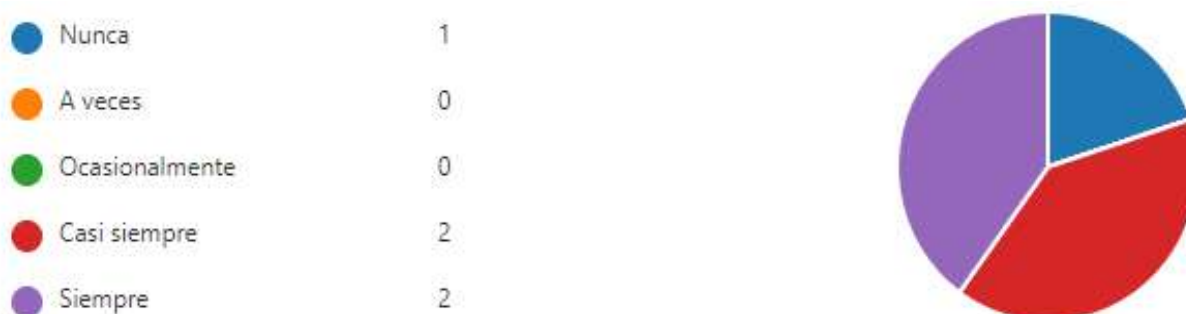 Nunca 1
A veces 0
Ocasionalmente 0
Casi siempre 2
Siempre 2